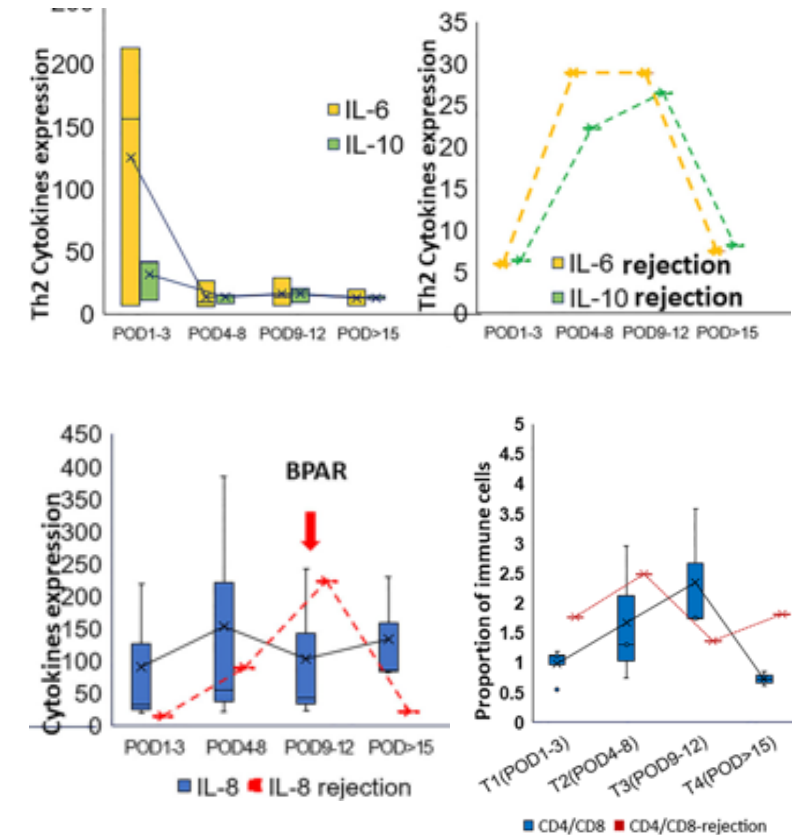 200
200
150
100
50
0
Th2 Cytokines expression
IL-6
IL-10
POD1-3 POD4-8 POD9-12 POD>15
35
30
25
20
15
10
5
0
Th2 Cytokines expression
IL-6 rejection
IL-10 rejection
POD1-3 POD4-8 POD9-12 POD>15
450
400
350
300
250
200
150
100
50
0
Cytokines expression
BPAR
POD1-3 POD4-8 POD9-12 POD>15
IL-8 IL-8 rejection
5
4.5
4
3.5
3
2.5
2
1.5
1
0.5
0
Proportion of immune cells
T1(POD1-3) T2(POD4-8) T3(POD9-12) T4(POD>15)
CD4/CD8 CD4/CD8-rejection